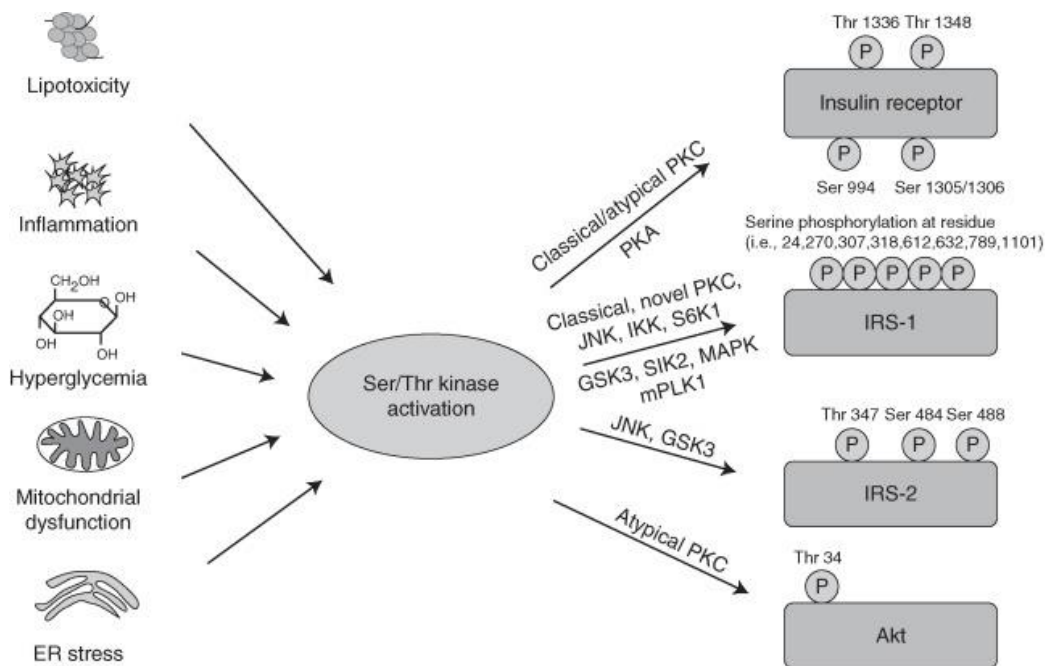 Lipotoxicity
Inflammation
CH2OH
O
OH
OH
OH
OH
Hyperglycemia
Mitochondrial
dysfunction
ER stress
Ser/Thr kinase
activation
Classical/atypical PKC
PKA
Classical, novel PKC,
JNK, IKK, S6K1
GSK3, SIK2, MAPK
mPLK1
JNK, GSK3
Atypical PKC
Thr 1336 Thr 1348
P P
Insulin receptor
P P
Ser 994 Ser 1305/1306
Serine phosphorylation at residue
(i.e., 24,270,307,318,612,632,789,1101)
P P P P P
IRS-1
Thr 347 Ser 484 Ser 488
P P P
IRS-2
Thr 34
P
Akt